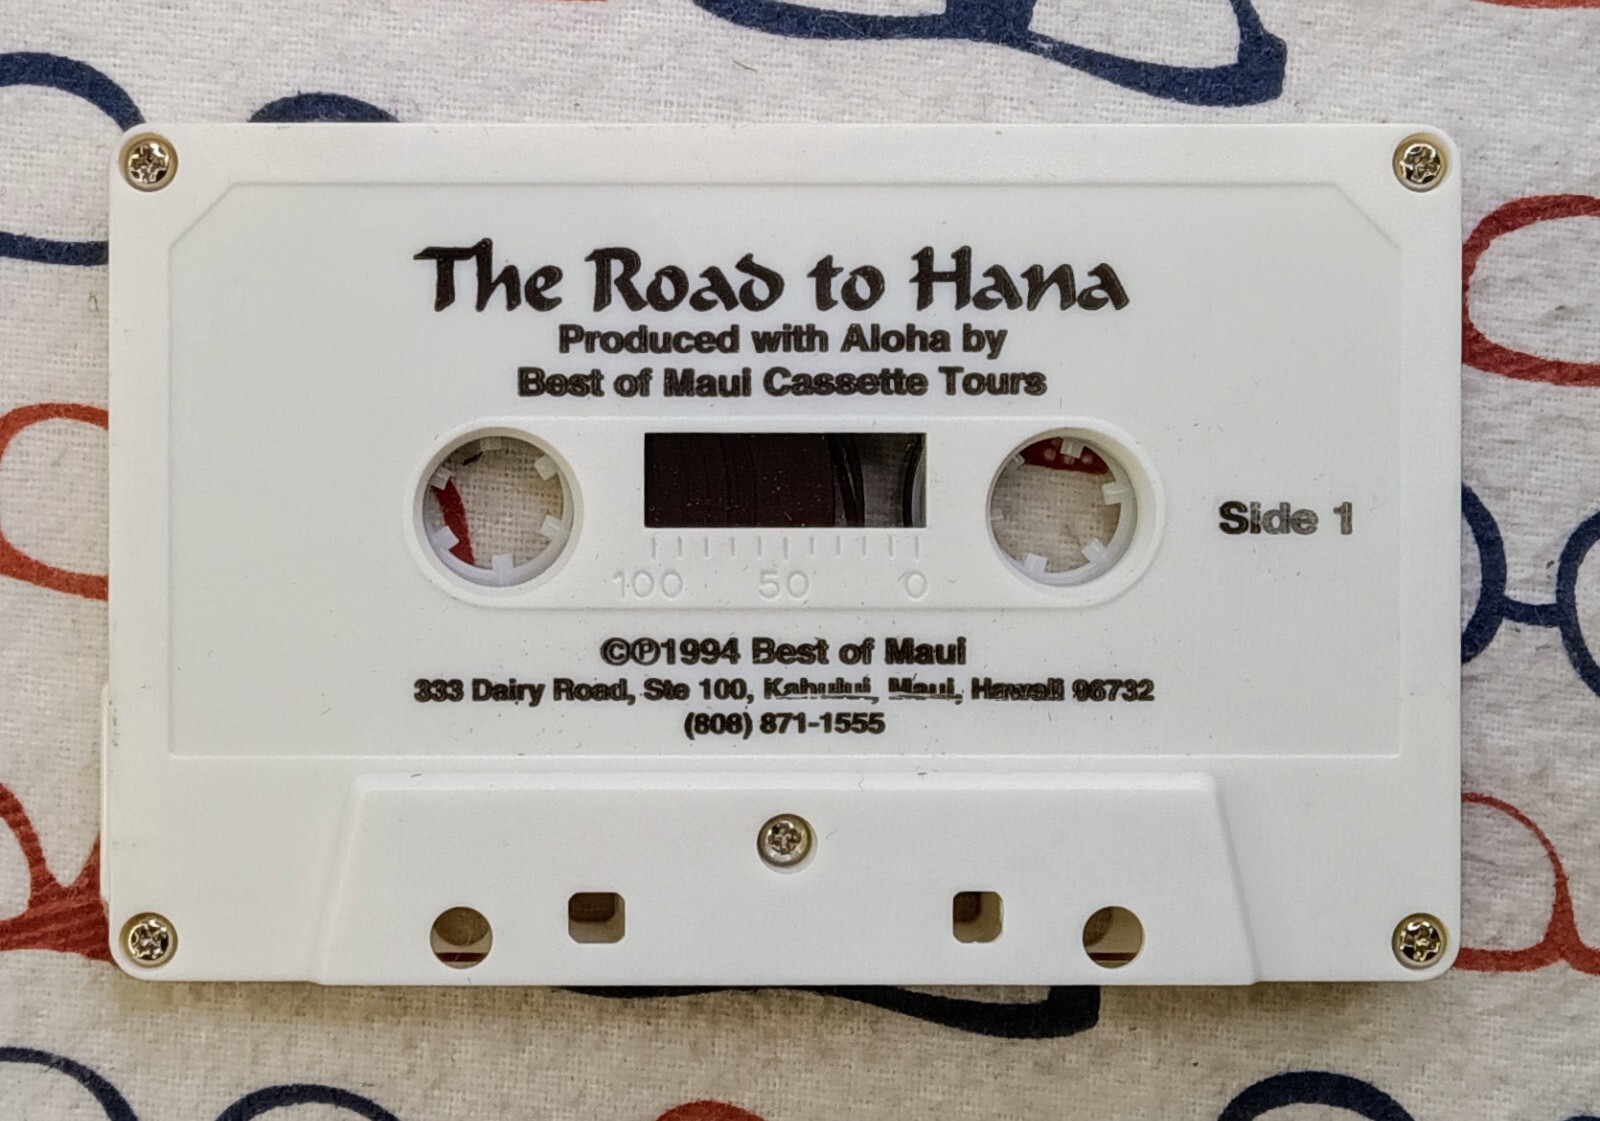 The Road to Hana
Produced with Aloha by
Best of Maui Cassette Tours
Side 1
100 50 0
©℗1994 Best of Maui
333 Dairy Road, Ste 100, Kahului, Maui, Hawaii 96732
(808) 871-1555